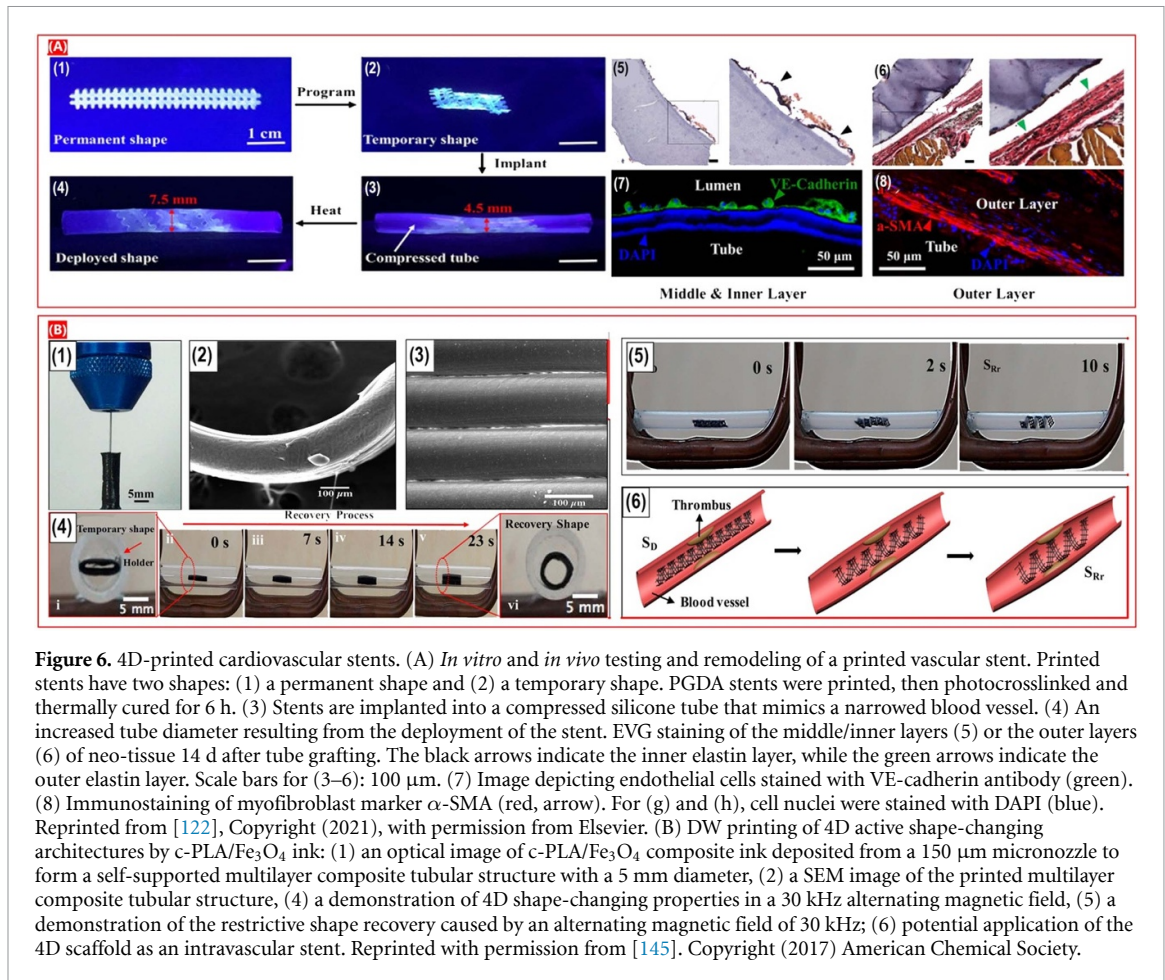 (A)
(1)
Permanent shape
1 cm
Program
(2)
Temporary shape
Implant
(4)
7.5 mm
Deployed shape
Heat
(3)
4.5 mm
Compressed tube
(5)
(6)
(7)
Lumen
VE-Cadherin
DAPI
Tube
50 μm
(8)
Outer Layer
a-SMA
Tube
DAPI
50 μm
Middle & Inner Layer
Outer Layer
(B)
(1)
5mm
(2)
100 μm
(3)
100 μm
Recovery Process
(4)
Temporary shape
Holder
i
5 mm
ii
0 s
iii
7 s
iv
14 s
v
23 s
Recovery Shape
vi
5 mm
(5)
0 s
2 s
S_Rr
10 s
(6)
Thrombus
S_D
Blood vessel
S_Rr
Figure 6. 4D-printed cardiovascular stents. (A) In vitro and in vivo testing and remodeling of a printed vascular stent. Printed
stents have two shapes: (1) a permanent shape and (2) a temporary shape. PGDA stents were printed, then photocrosslinked and
thermally cured for 6 h. (3) Stents are implanted into a compressed silicone tube that mimics a narrowed blood vessel. (4) An
increased tube diameter resulting from the deployment of the stent. EVG staining of the middle/inner layers (5) or the outer layers
(6) of neo-tissue 14 d after tube grafting. The black arrows indicate the inner elastin layer, while the green arrows indicate the
outer elastin layer. Scale bars for (3–6): 100 μm. (7) Image depicting endothelial cells stained with VE-cadherin antibody (green).
(8) Immunostaining of myofibroblast marker α-SMA (red, arrow). For (g) and (h), cell nuclei were stained with DAPI (blue).
Reprinted from [122], Copyright (2021), with permission from Elsevier. (B) DW printing of 4D active shape-changing
architectures by c-PLA/Fe₃O₄ ink: (1) an optical image of c-PLA/Fe₃O₄ composite ink deposited from a 150 μm micronozzle to
form a self-supported multilayer composite tubular structure with a 5 mm diameter, (2) a SEM image of the printed multilayer
composite tubular structure, (4) a demonstration of 4D shape-changing properties in a 30 kHz alternating magnetic field, (5) a
demonstration of the restrictive shape recovery caused by an alternating magnetic field of 30 kHz; (6) potential application of the
4D scaffold as an intravascular stent. Reprinted with permission from [145]. Copyright (2017) American Chemical Society.